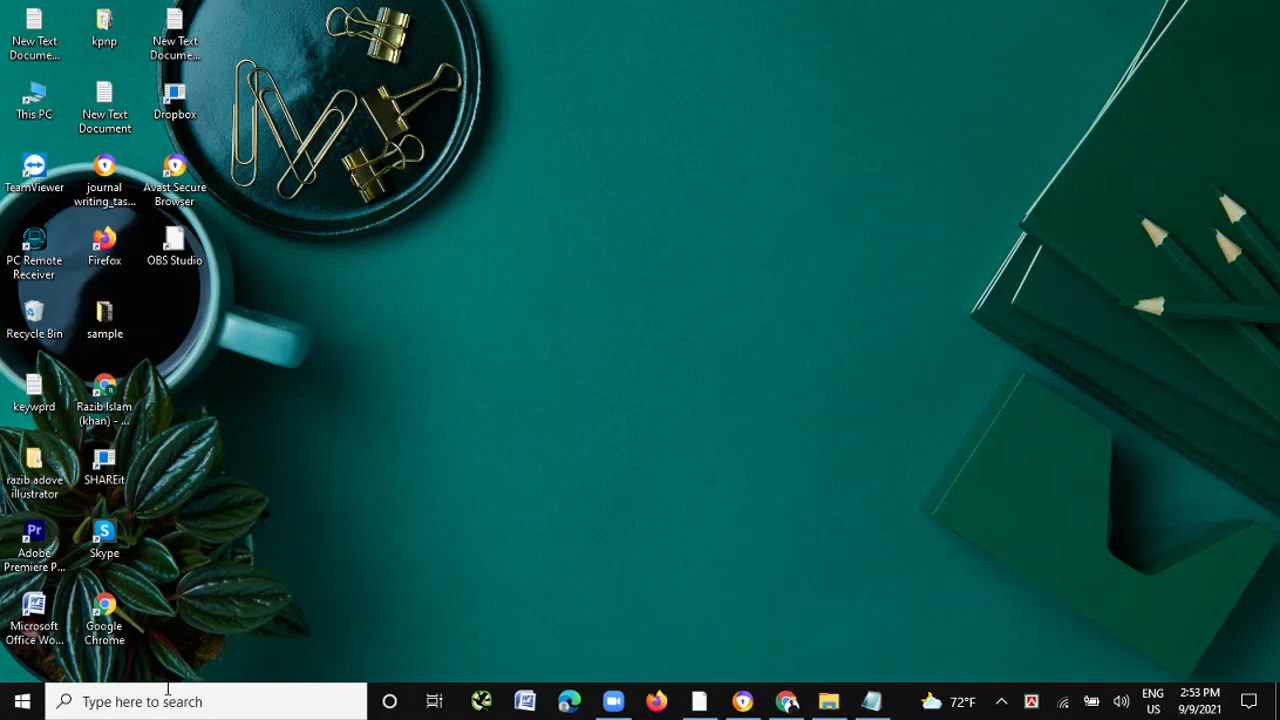 New Text
Docume...
kpnp
New Text
Docume...
This PC
New Text
Document
Dropbox
TeamViewer
journal
writing_tas...
Avast Secure
Browser
PC Remote
Receiver
Firefox
OBS Studio
Recycle Bin
sample
keywprd
Razib Islam
(khan) - ...
razib adove
illustrator
SHAREit
Adobe
Premiere P...
Skype
Microsoft
Office Wo...
Google
Chrome
Type here to search
72°F
ENG
US
2:53 PM
9/9/2021